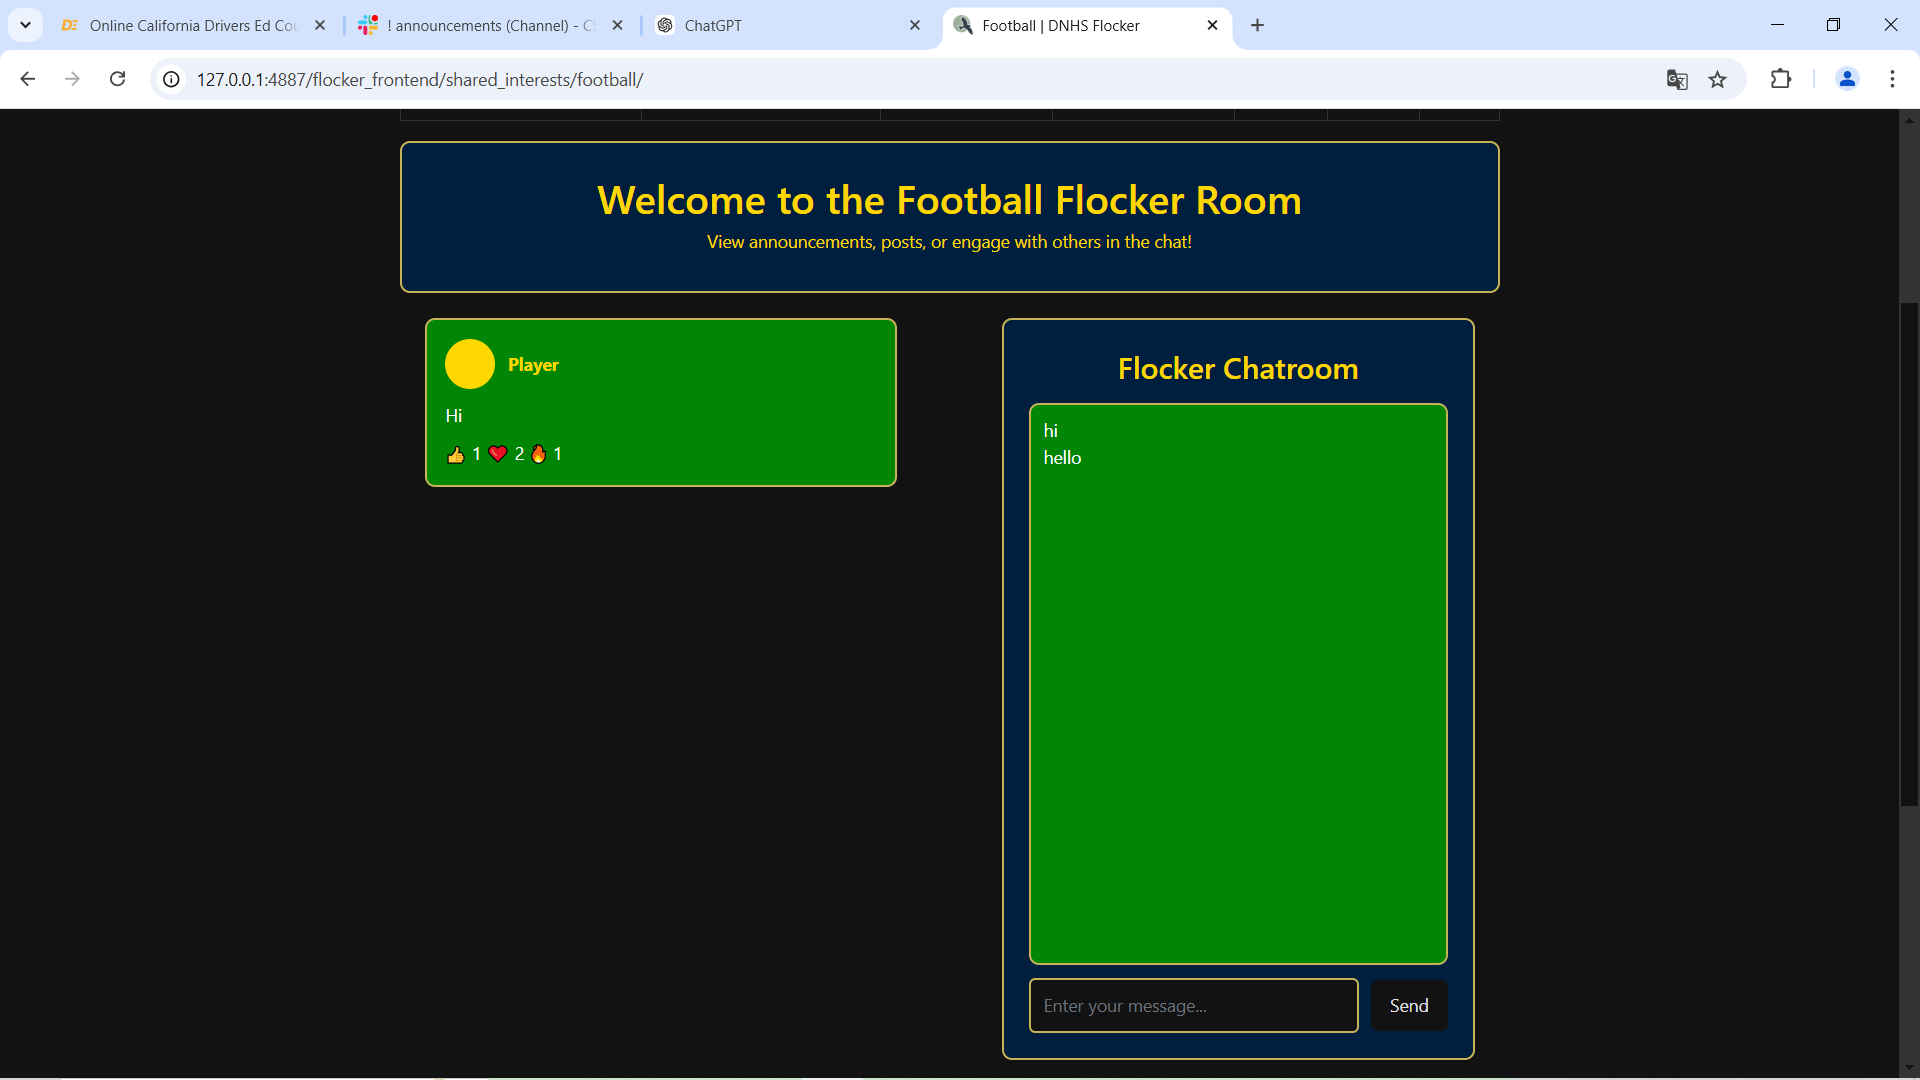 Online California Drivers Ed Cou
! announcements (Channel) - CS
ChatGPT
Football | DNHS Flocker
127.0.0.1:4887/flocker_frontend/shared_interests/football/
Welcome to the Football Flocker Room
View announcements, posts, or engage with others in the chat!
Player
Hi
👍 1 ❤️ 2 🔥 1
Flocker Chatroom
hi
hello
Enter your message...
Send